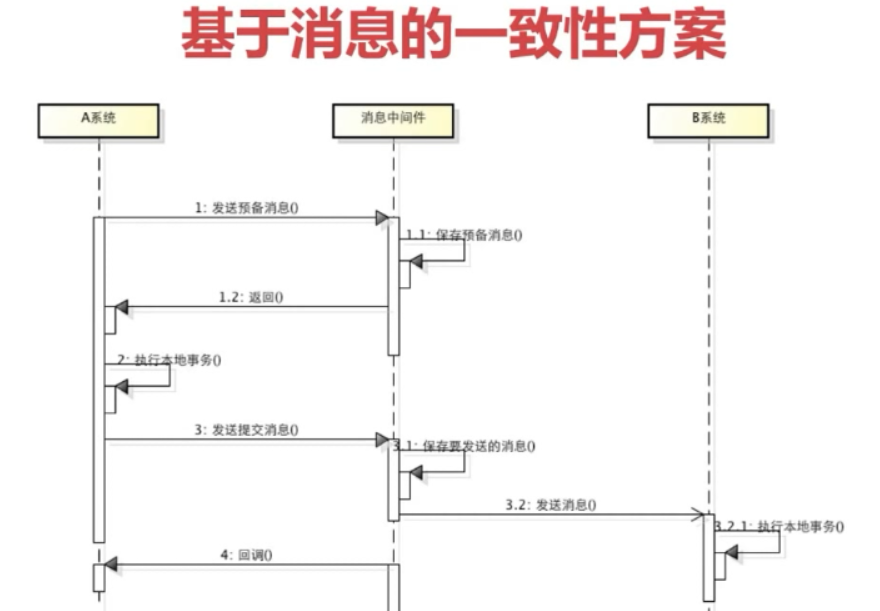 基于消息的一致性方案
A系统
消息中间件
B系统
1: 发送预备消息()
1.1: 保存预备消息()
1.2: 返回()
2: 执行本地事务()
3: 发送提交消息()
3.1: 保存要发送的消息()
3.2: 发送消息()
3.2.1: 执行本地事务()
4: 回调()